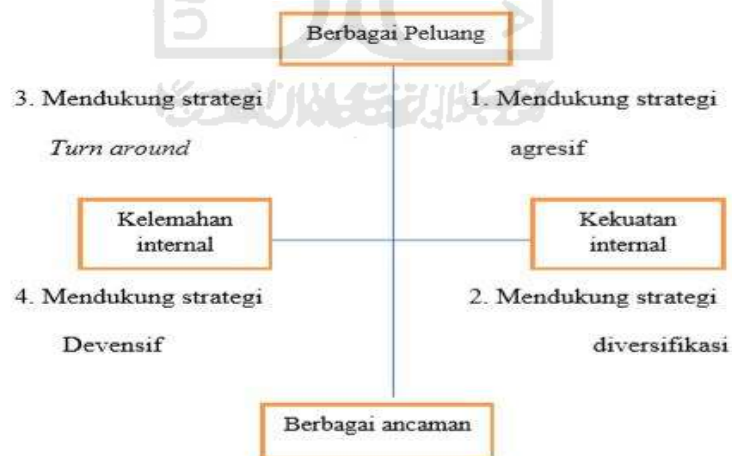 Berbagai Peluang
3. Mendukung strategi
Turn around
1. Mendukung strategi
agresif
Kelemahan
internal
Kekuatan
internal
4. Mendukung strategi
Devensif
2. Mendukung strategi
diversifikasi
Berbagai ancaman